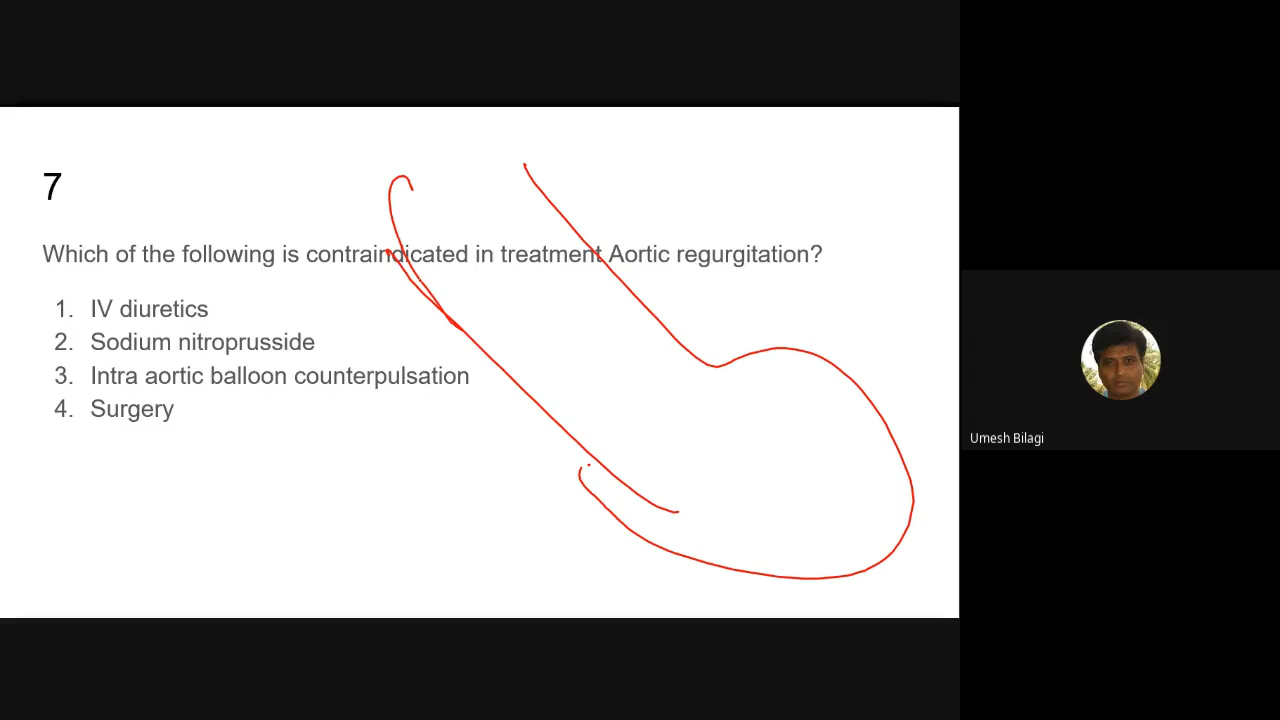 7
Which of the following is contraindicated in treatment Aortic regurgitation?
1. IV diuretics
2. Sodium nitroprusside
3. Intra aortic balloon counterpulsation
4. Surgery
Umesh Bilagi